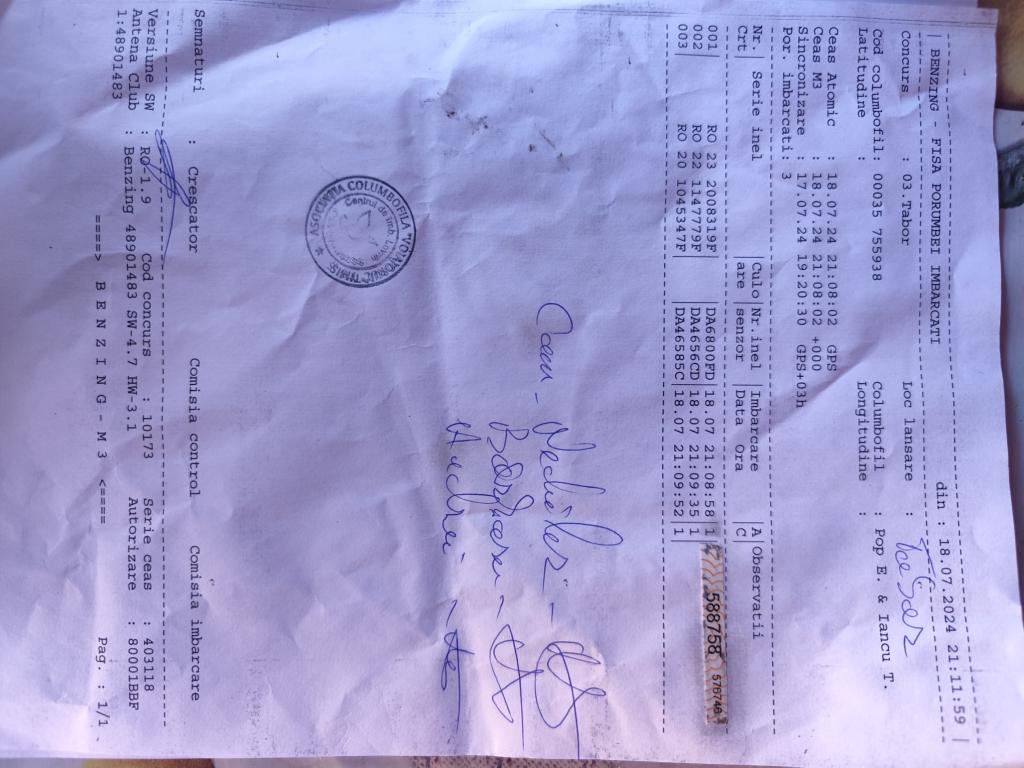 | BENZING - FISA PORUMBEI IMBARCATI din : 18.07.2024 21:11:59 |
Concurs : 03.Tabor Loc lansare :
Cod columbofil: 00035 755938 Columbofil : Pop E. & Iancu T.
Latitudine : Longitudine :
Ceas Atomic : 18.07.24 21:08:02 GPS
Ceas M3 : 18.07.24 21:08:02 +000
Sincronizare : 17.07.24 19:20:30 GPS+03h
Por. imbarcati: 3
Nr.| Serie inel |Culo|Nr.inel |Imbarcare |A|Observatii
Crt| |are |senzor |Data Ora |C|
001| RO 23 2008319F| |DA6800FD|18.07 21:08:58|1| 588758 576746
002| RO 22 1147779F| |DA4656CD|18.07 21:09:35|1|
003| RO 20 1045347F| |DA46585C|18.07 21:09:52|1|
ASOCIATIA COLUMBOFILA
Semnaturi : Crescator Comisia control Comisia imbarcare
Versiune SW : RO 1.9 Cod concurs : 10173 Serie ceas : 403118
Antena Club : Benzing 48901483 SW-4.7 HW-3.1 Autorizare : 80001BBF
1:48901483
====> B E N Z I N G - M 3 <==== Pag. : 1/1